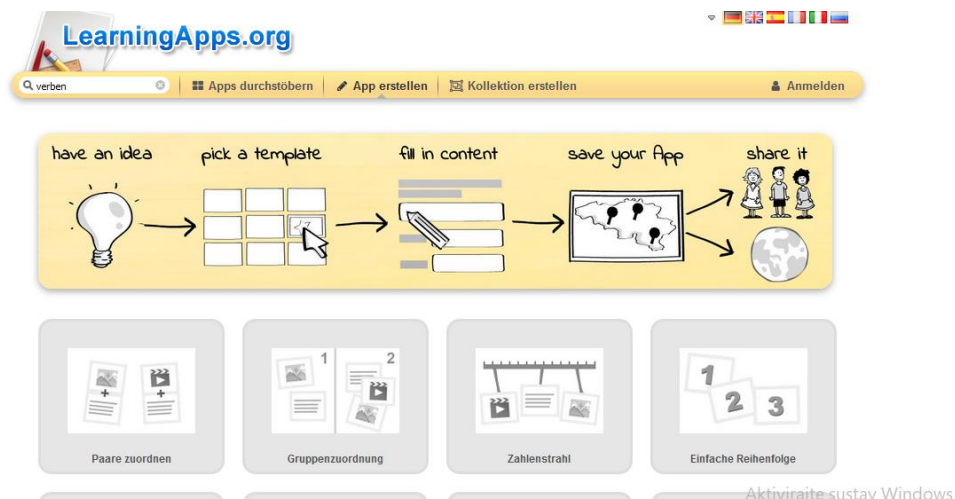 LearningApps.org
verben
Apps durchstöbern
App erstellen
Kollektion erstellen
Anmelden
have an idea
pick a template
fill in content
save your App
share it
1
2
1
2
3
Paare zuordnen
Gruppenzuordnung
Zahlenstrahl
Einfache Reihenfolge
Aktivirajte sustav Windows